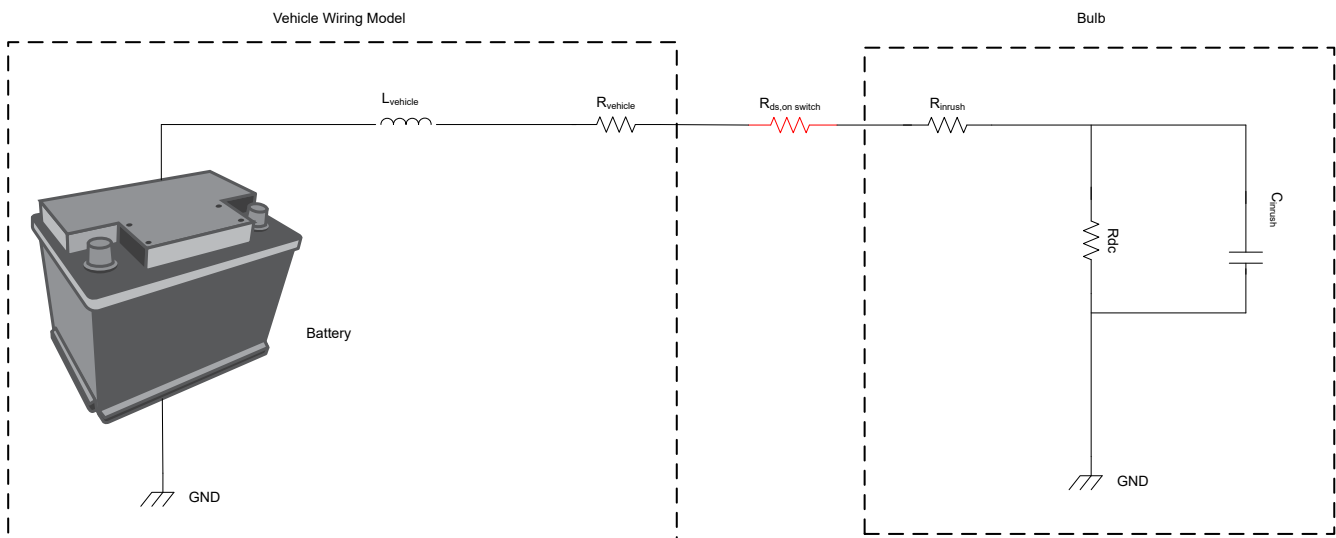 Vehicle Wiring Model
Bulb
Lvehicle
Rvehicle
Rds,on switch
Rinrush
Rdc
Cinrush
Battery
GND
GND